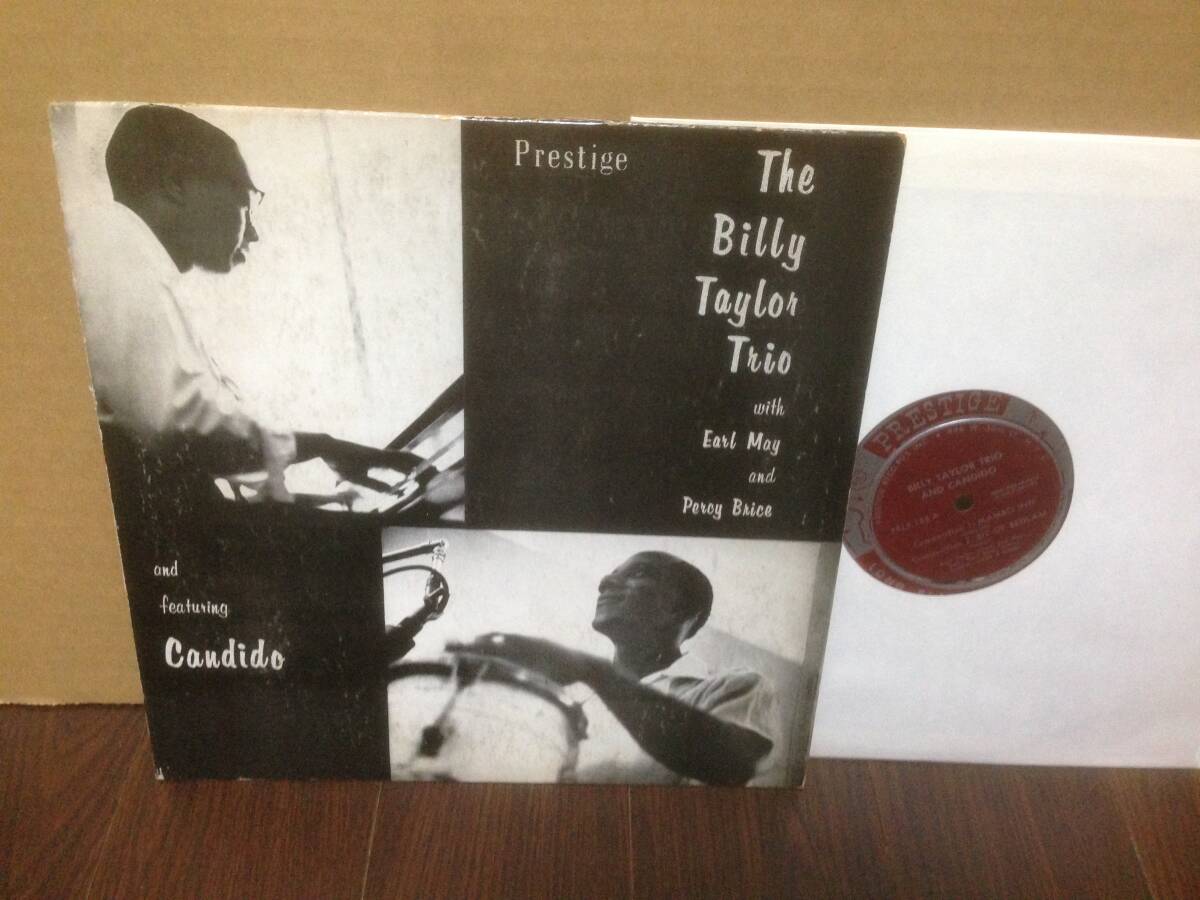 Prestige
The
Billy
Taylor
Trio
with
Earl May
and
Percy Brice
and
featuring
Candido
PRESTIGE
BILLY TAYLOR TRIO
AND CANDIDO